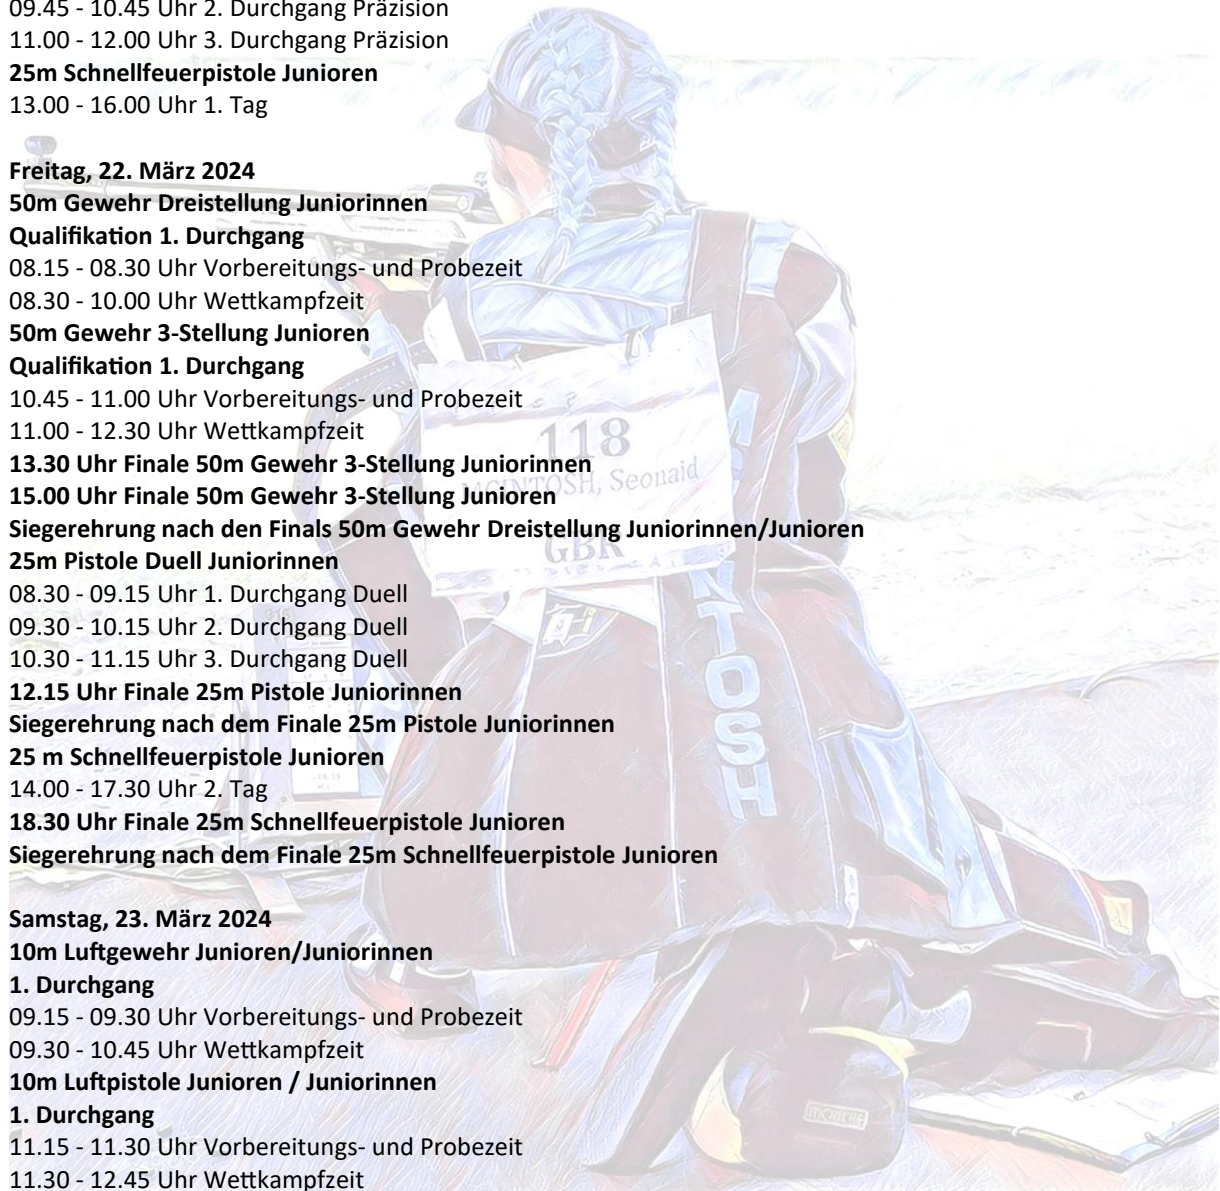 09.45 - 10.45 Uhr 2. Durchgang Präzision
11.00 - 12.00 Uhr 3. Durchgang Präzision
25m Schnellfeuerpistole Junioren
13.00 - 16.00 Uhr 1. Tag
Freitag, 22. März 2024
50m Gewehr Dreistellung Juniorinnen
Qualifikation 1. Durchgang
08.15 - 08.30 Uhr Vorbereitungs- und Probezeit
08.30 - 10.00 Uhr Wettkampfzeit
50m Gewehr 3-Stellung Junioren
Qualifikation 1. Durchgang
10.45 - 11.00 Uhr Vorbereitungs- und Probezeit
11.00 - 12.30 Uhr Wettkampfzeit
13.30 Uhr Finale 50m Gewehr 3-Stellung Juniorinnen
15.00 Uhr Finale 50m Gewehr 3-Stellung Junioren
Siegerehrung nach den Finals 50m Gewehr Dreistellung Juniorinnen/Junioren
25m Pistole Duell Juniorinnen
08.30 - 09.15 Uhr 1. Durchgang Duell
09.30 - 10.15 Uhr 2. Durchgang Duell
10.30 - 11.15 Uhr 3. Durchgang Duell
12.15 Uhr Finale 25m Pistole Juniorinnen
Siegerehrung nach dem Finale 25m Pistole Juniorinnen
25 m Schnellfeuerpistole Junioren
14.00 - 17.30 Uhr 2. Tag
18.30 Uhr Finale 25m Schnellfeuerpistole Junioren
Siegerehrung nach dem Finale 25m Schnellfeuerpistole Junioren
Samstag, 23. März 2024
10m Luftgewehr Junioren/Juniorinnen
1. Durchgang
09.15 - 09.30 Uhr Vorbereitungs- und Probezeit
09.30 - 10.45 Uhr Wettkampfzeit
10m Luftpistole Junioren / Juniorinnen
1. Durchgang
11.15 - 11.30 Uhr Vorbereitungs- und Probezeit
11.30 - 12.45 Uhr Wettkampfzeit
118
MCINTOSH, Seonaid
GBR